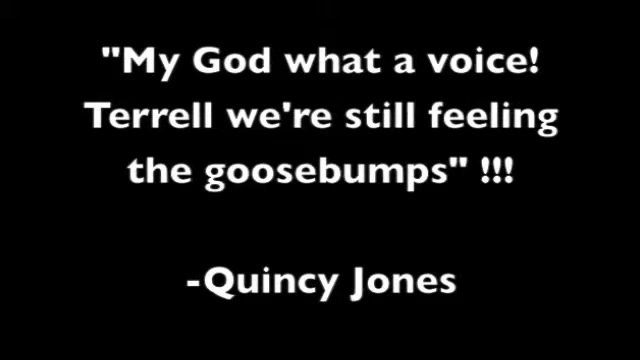 "My God what a voice!
Terrell we're still feeling
the goosebumps" !!!
-Quincy Jones